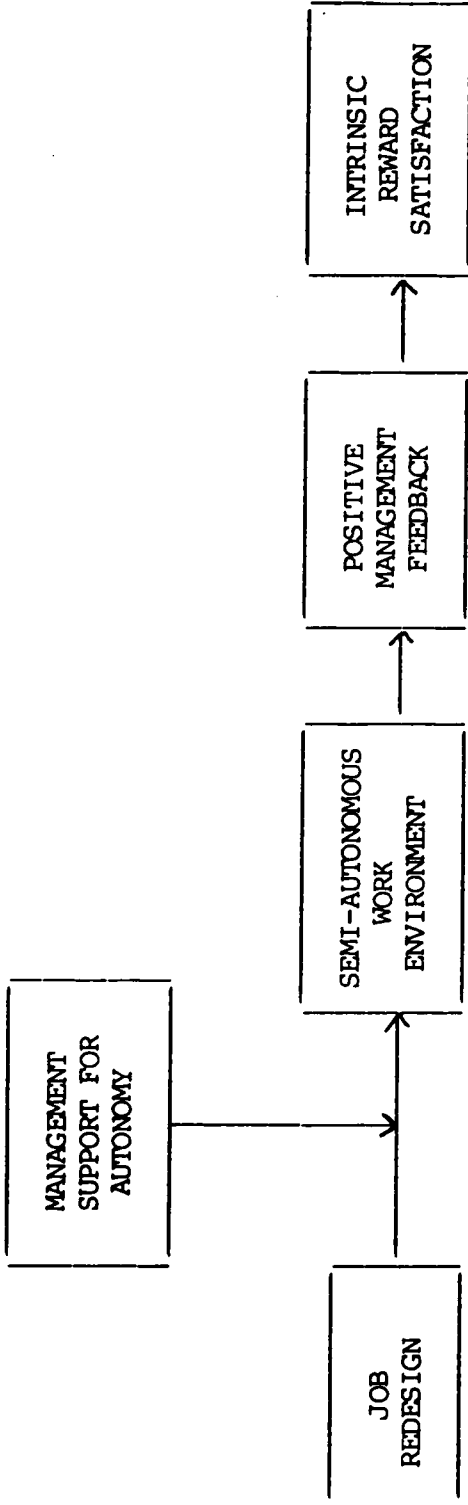 MANAGEMENT
SUPPORT FOR
AUTONOMY
JOB
REDESIGN
SEMI-AUTONOMOUS
WORK
ENVIRONMENT
POSITIVE
MANAGEMENT
FEEDBACK
INTRINSIC
REWARD
SATISFACTION